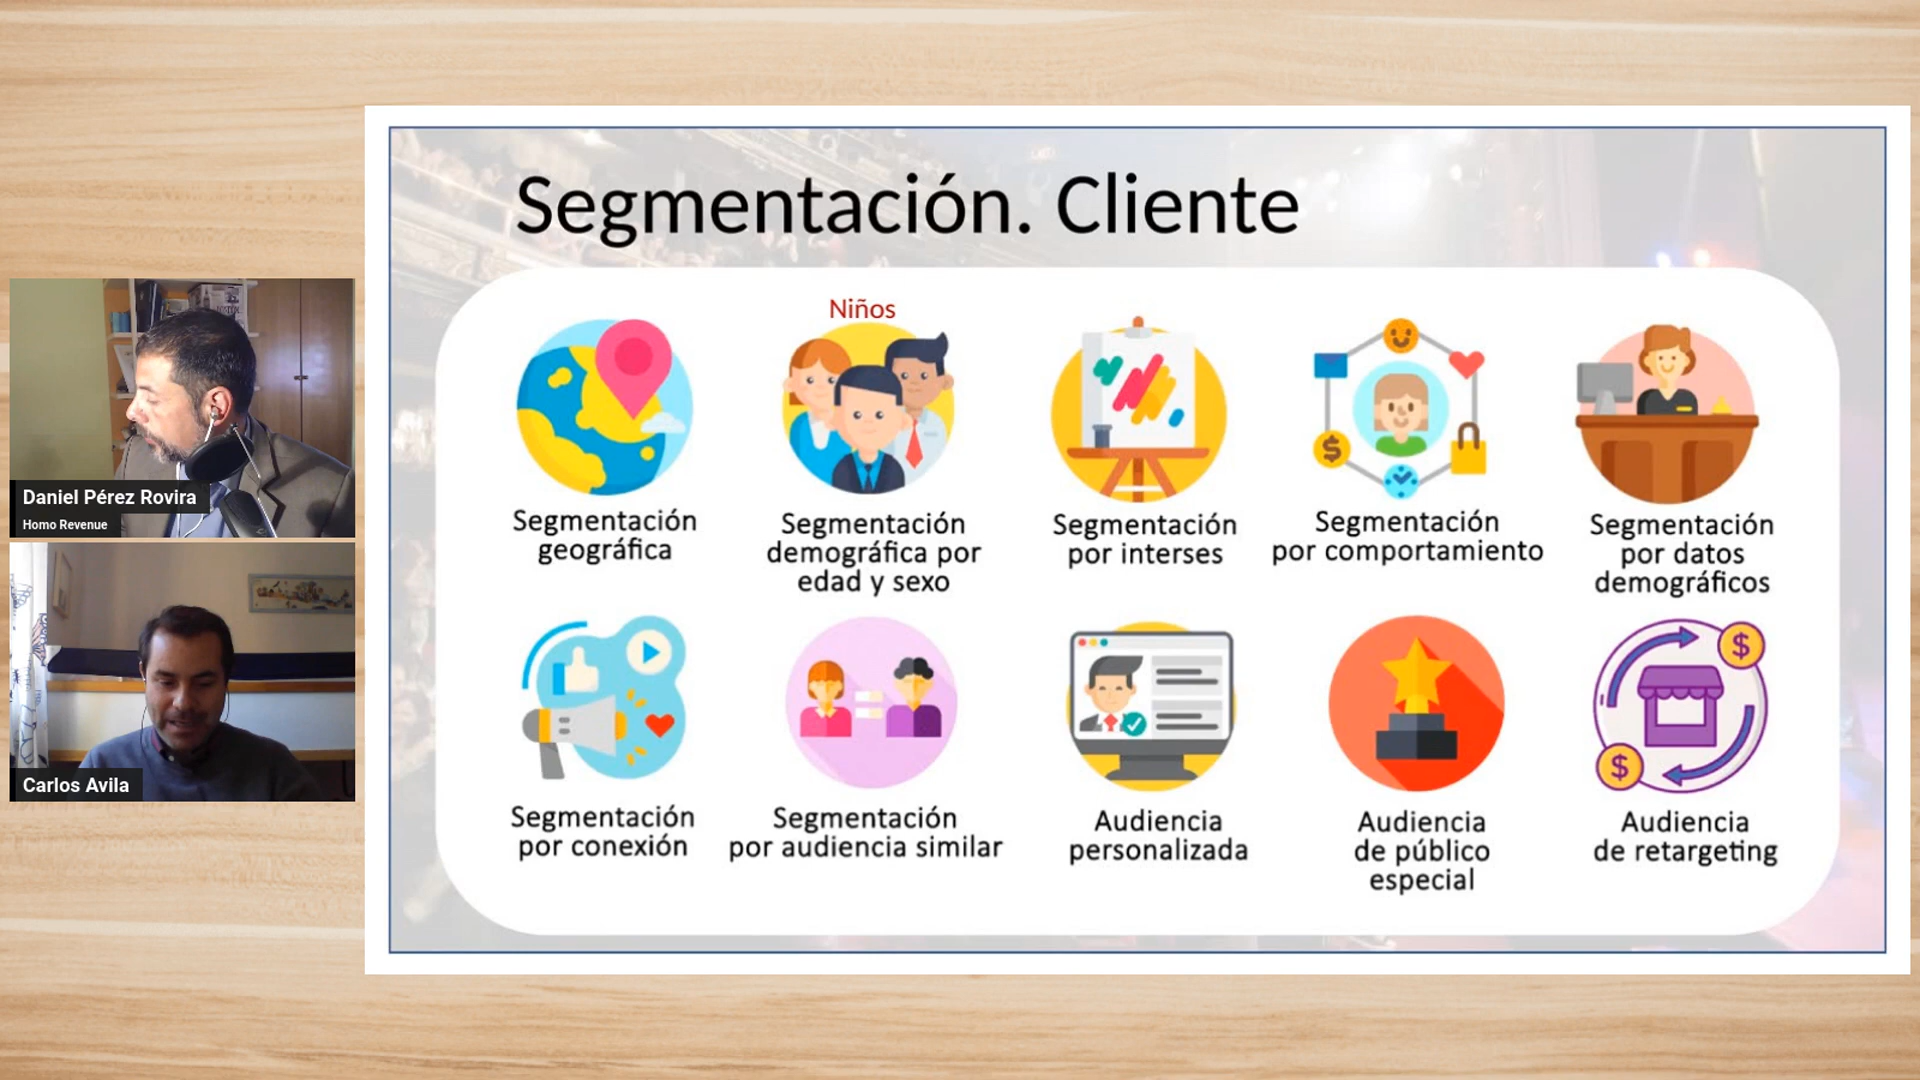 Segmentación. Cliente
Niños
Segmentación
geográfica
Segmentación
demográfica por
edad y sexo
Segmentación
por interses
Segmentación
por comportamiento
Segmentación
por datos
demográficos
Segmentación
por conexión
Segmentación
por audiencia similar
Audiencia
personalizada
Audiencia
de público
especial
Audiencia
de retargeting
Daniel Pérez Rovira
Homo Revenue
Carlos Avila